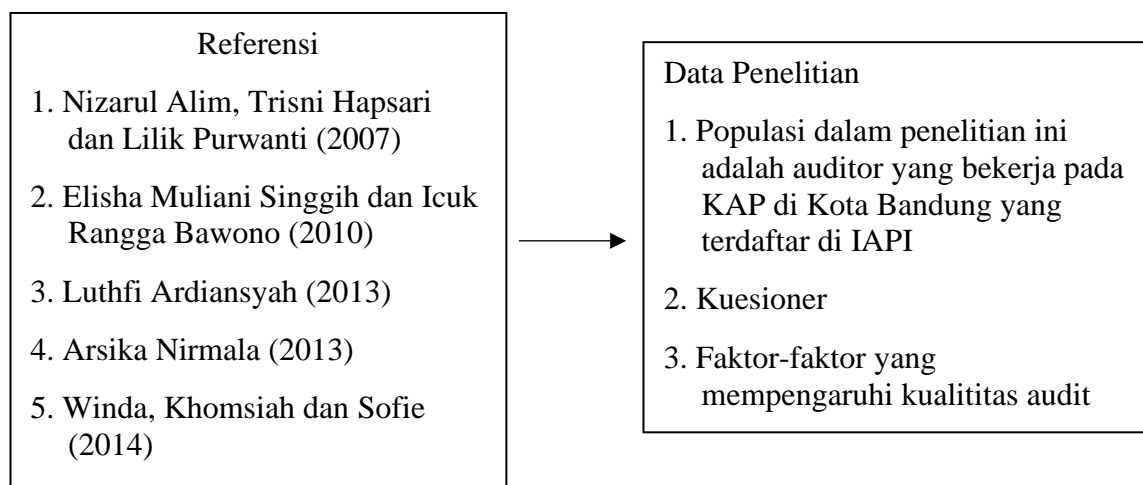 Referensi
1. Nizarul Alim, Trisni Hapsari
dan Lilik Purwanti (2007)
2. Elisha Muliani Singgih dan Icuk
Rangga Bawono (2010)
3. Luthfi Ardiansyah (2013)
4. Arsika Nirmala (2013)
5. Winda, Khomsiah dan Sofie
(2014)
Data Penelitian
1. Populasi dalam penelitian ini
adalah auditor yang bekerja pada
KAP di Kota Bandung yang
terdaftar di IAPI
2. Kuesioner
3. Faktor-faktor yang
mempengaruhi kualititas audit